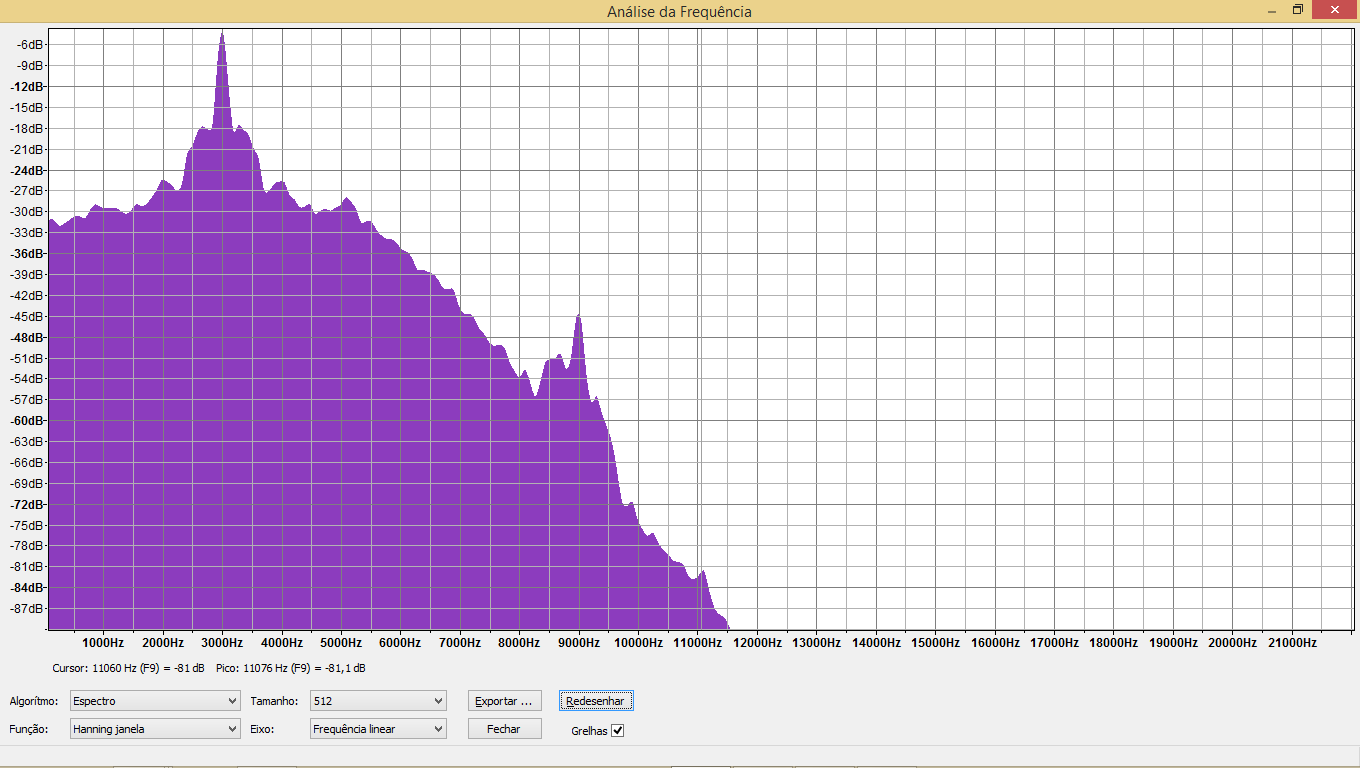 Análise da Frequência
-6dB
-9dB
-12dB
-15dB
-18dB
-21dB
-24dB
-27dB
-30dB
-33dB
-36dB
-39dB
-42dB
-45dB
-48dB
-51dB
-54dB
-57dB
-60dB
-63dB
-66dB
-69dB
-72dB
-75dB
-78dB
-81dB
-84dB
-87dB
1000Hz 2000Hz 3000Hz 4000Hz 5000Hz 6000Hz 7000Hz 8000Hz 9000Hz 10000Hz 11000Hz 12000Hz 13000Hz 14000Hz 15000Hz 16000Hz 17000Hz 18000Hz 19000Hz 20000Hz 21000Hz
Cursor: 11060 Hz (F9) = -81 dB Pico: 11076 Hz (F9) = -81,1 dB
Algorítmo: Espectro Tamanho: 512 Exportar ... Redesenhar
Função: Hanning janela Eixo: Frequência linear Fechar Grelhas